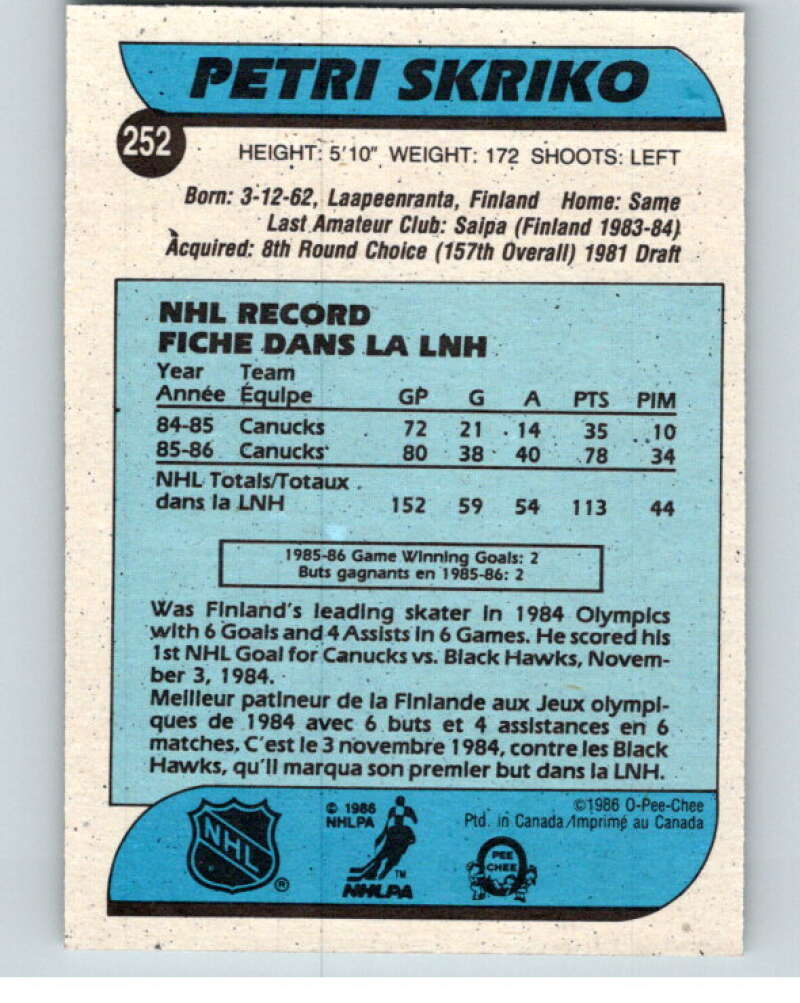 PETRI SKRIKO
252
HEIGHT: 5'10" WEIGHT: 172 SHOOTS: LEFT
Born: 3-12-62, Laapeenranta, Finland Home: Same
Last Amateur Club: Saipa (Finland 1983-84)
Acquired: 8th Round Choice (157th Overall) 1981 Draft
NHL RECORD
FICHE DANS LA LNH
Year Team
Année Équipe GP G A PTS PIM
84-85 Canucks 72 21 14 35 10
85-86 Canucks 80 38 40 78 34
NHL Totals/Totaux
dans la LNH 152 59 54 113 44
1985-86 Game Winning Goals: 2
Buts gagnants en 1985-86: 2
Was Finland's leading skater in 1984 Olympics
with 6 Goals and 4 Assists in 6 Games. He scored his
1st NHL Goal for Canucks vs. Black Hawks, Novem-
ber 3, 1984.
Meilleur patineur de la Finlande aux Jeux olympi-
ques de 1984 avec 6 buts et 4 assistances en 6
matches. C'est le 3 novembre 1984, contre les Black
Hawks, qu'il marqua son premier but dans la LNH.
NHL ®
© 1986
NHLPA
TM
NHLPA
©1986 O-Pee-Chee
Ptd. in Canada/Imprimé au Canada
PEE
CHEE